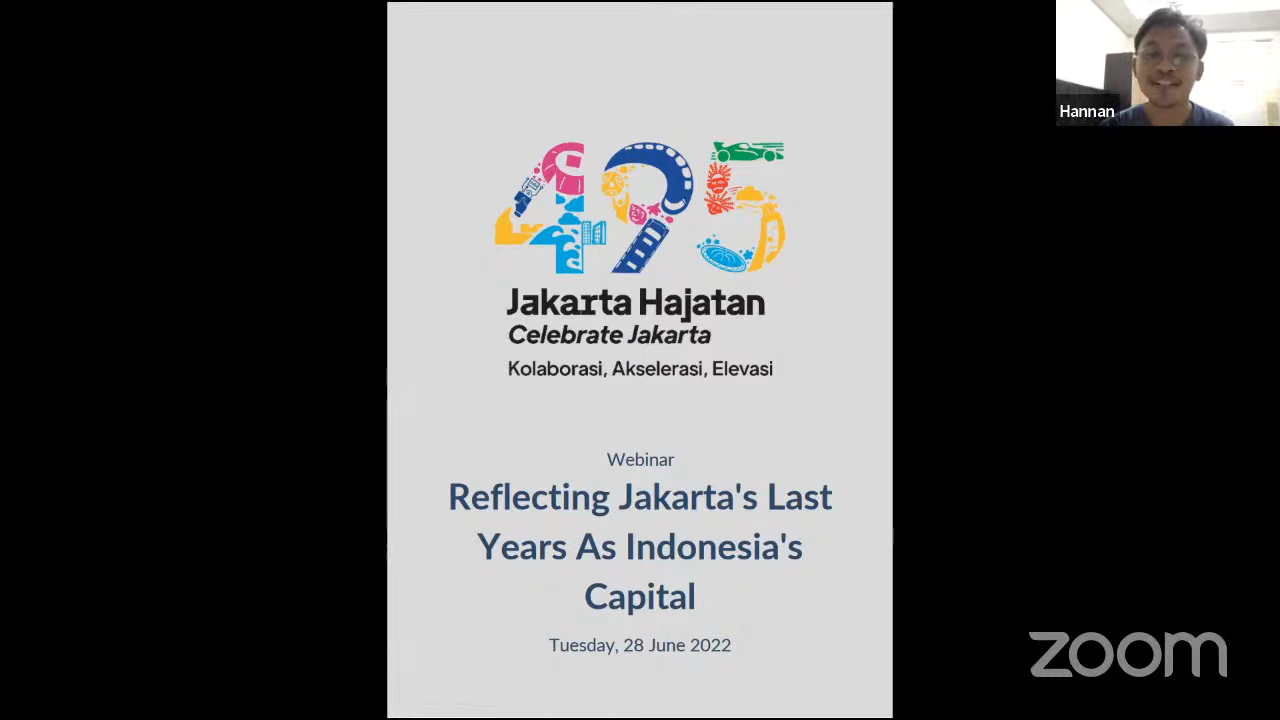 495
Jakarta Hajatan
Celebrate Jakarta
Kolaborasi, Akselerasi, Elevasi
Webinar
Reflecting Jakarta's Last
Years As Indonesia's
Capital
Tuesday, 28 June 2022
Hannan
zoom